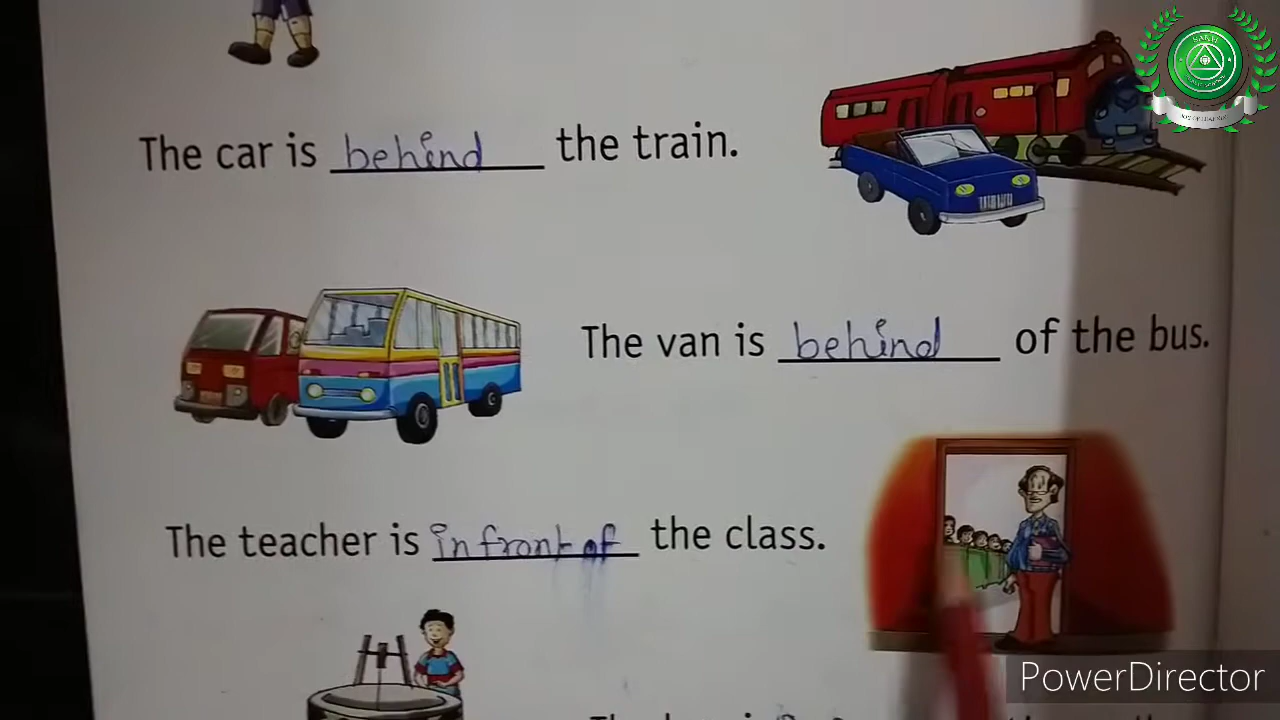 The car is behind the train.
The van is behind of the bus.
The teacher is in front of the class.
PowerDirector